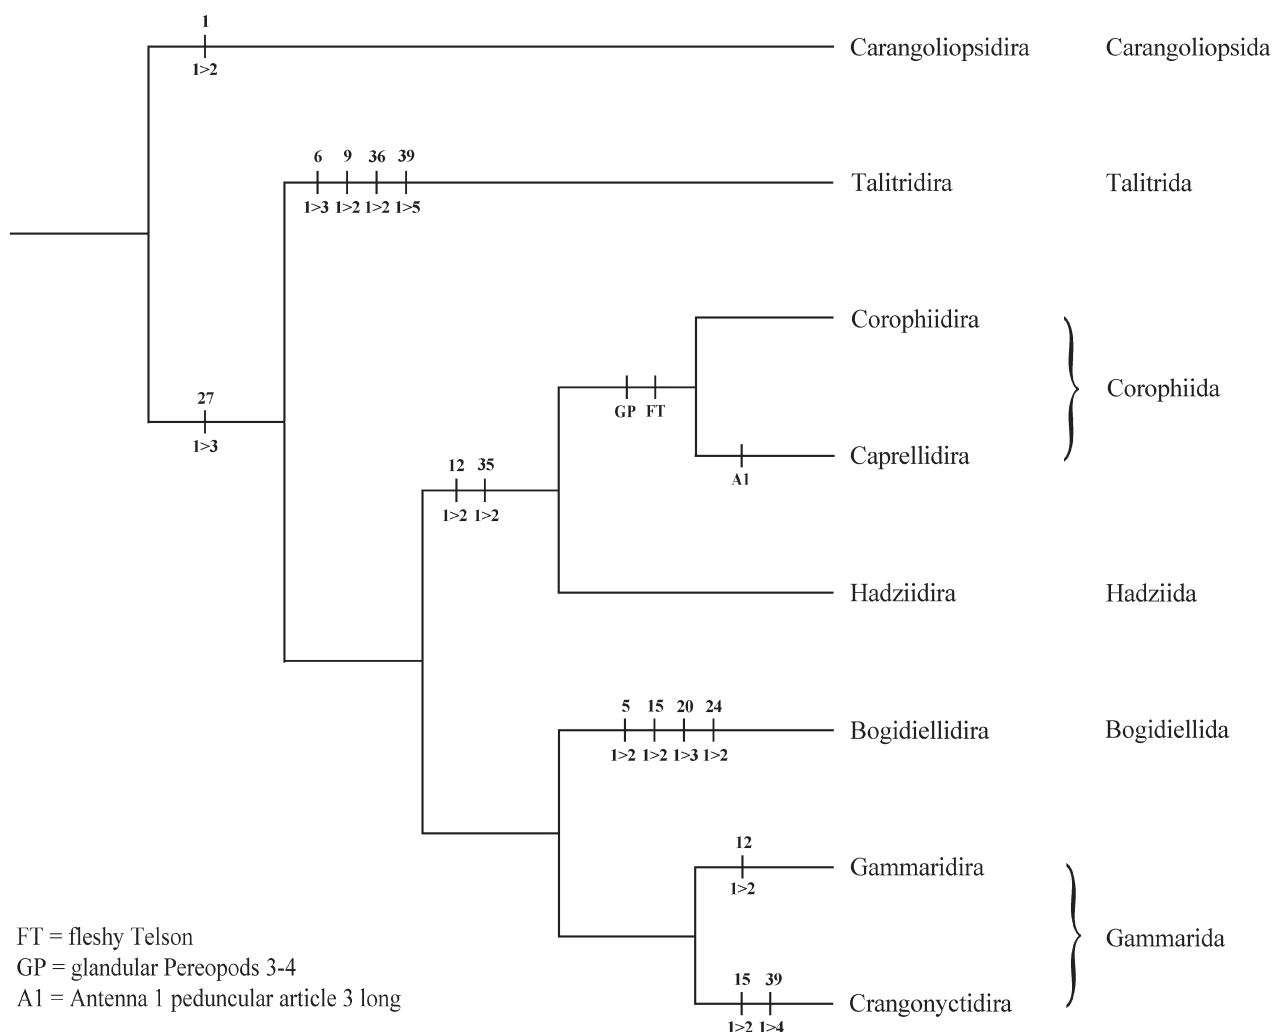 1
1>2
Carangoliopsidira
Carangoliopsida
6 9 36 39
1>3 1>2 1>2 1>5
Talitridira
Talitrida
Corophiidira
GP FT
Corophiida
27
1>3
Caprellidira
A1
12 35
1>2 1>2
Hadziidira
Hadziida
5 15 20 24
1>2 1>2 1>3 1>2
Bogidiellidira
Bogidiellida
12
1>2
Gammaridira
Gammarida
15 39
1>2 1>4
Crangonyctidira
FT = fleshy Telson
GP = glandular Pereopods 3-4
A1 = Antenna 1 peduncular article 3 long